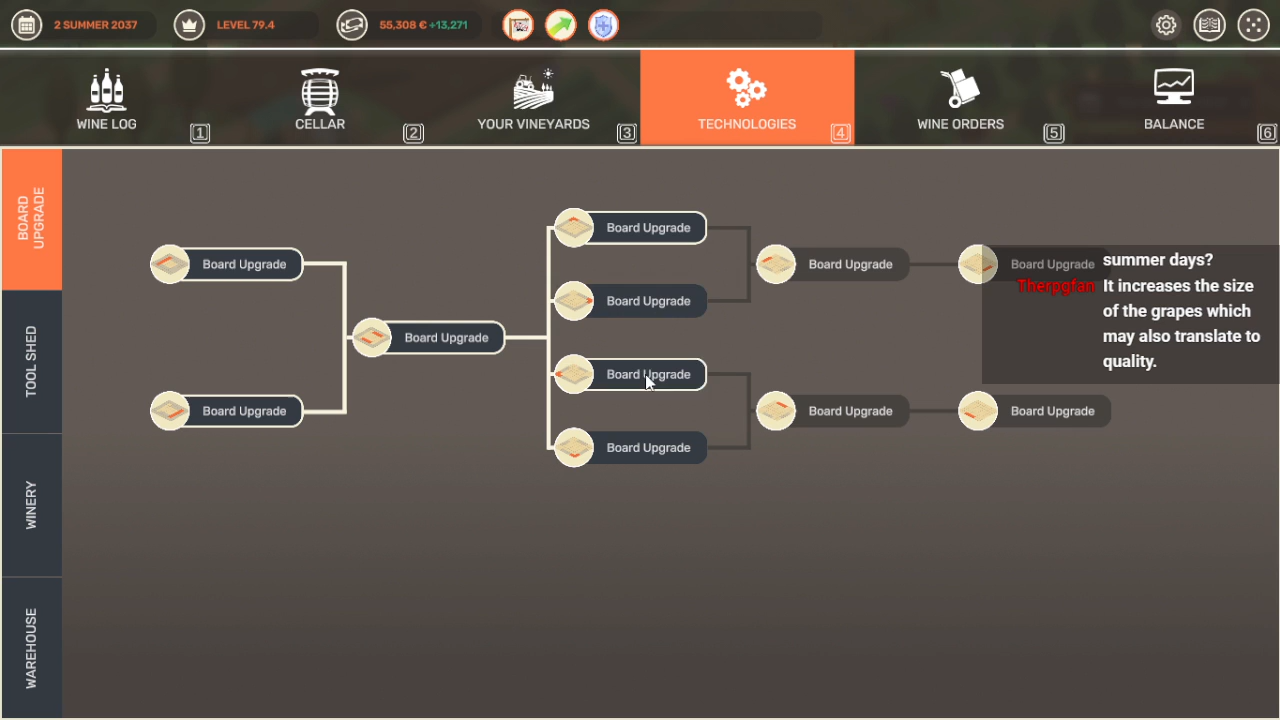 2 SUMMER 2037
LEVEL 79.4
55,308 € +13,271
WINE LOG
1
CELLAR
2
YOUR VINEYARDS
3
TECHNOLOGIES
4
WINE ORDERS
5
BALANCE
6
BOARD
UPGRADE
TOOL SHED
WINERY
WAREHOUSE
Board Upgrade
Board Upgrade
Board Upgrade
Board Upgrade
Board Upgrade
Board Upgrade
Board Upgrade
Board Upgrade
Board Upgrade
Board Upgrade
Board Upgrade
summer days?
Therpgfan It increases the size
of the grapes which
may also translate to
quality.